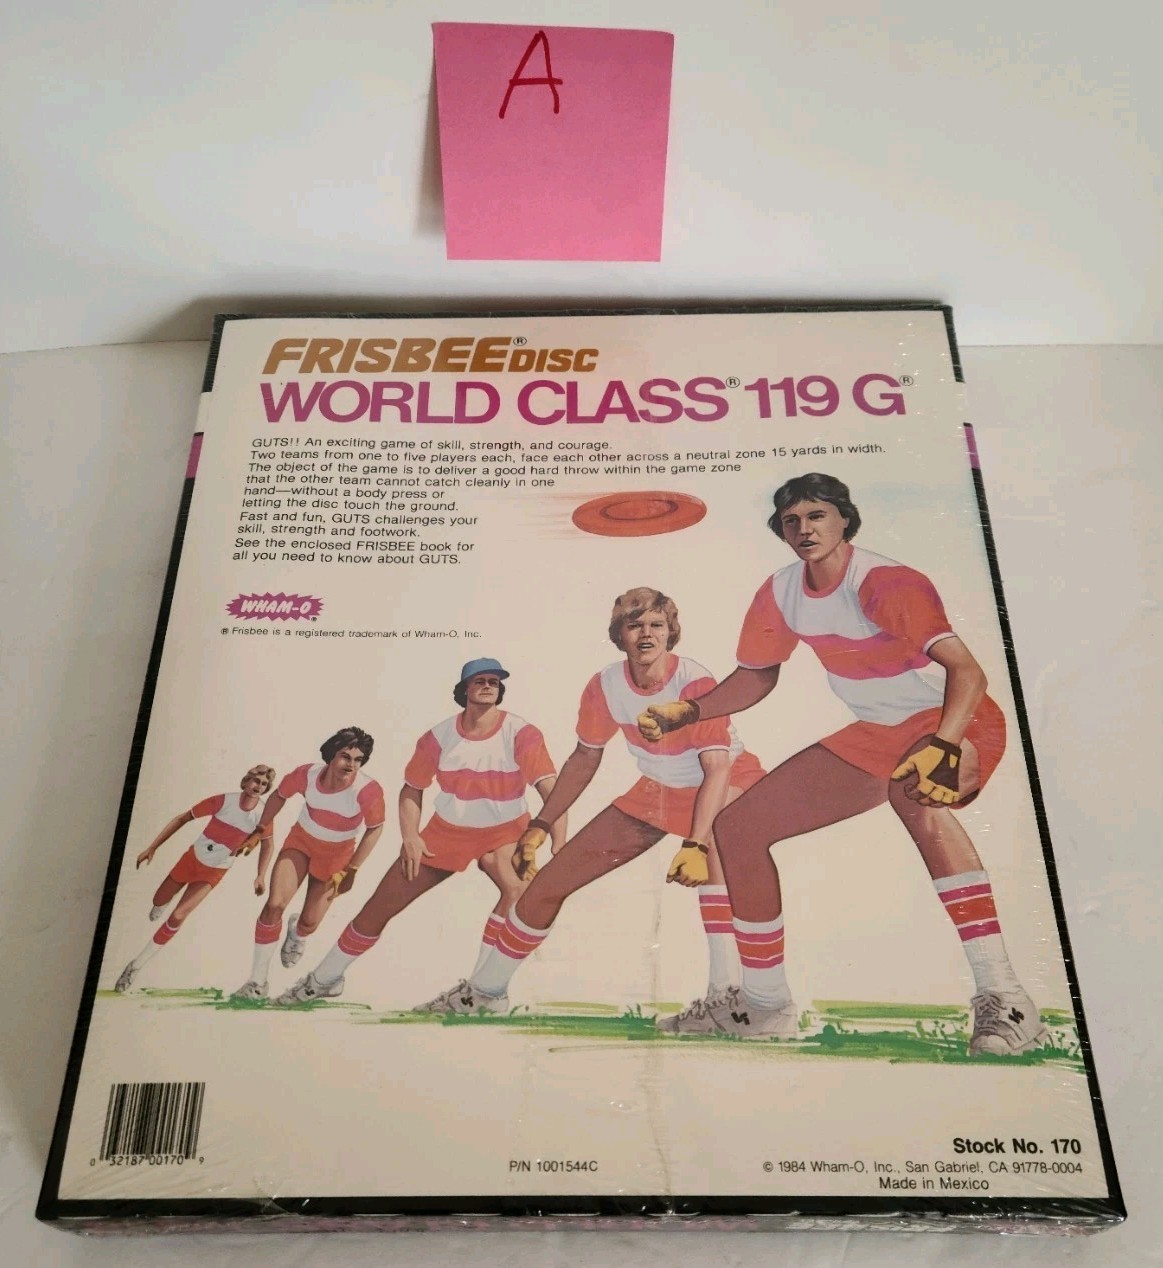 A
FRISBEE® DISC
WORLD CLASS® 119 G®
GUTS!! An exciting game of skill, strength, and courage.
Two teams from one to five players each, face each other across a neutral zone 15 yards in width.
The object of the game is to deliver a good hard throw within the game zone
that the other team cannot catch cleanly in one
hand—without a body press or
letting the disc touch the ground.
Fast and fun, GUTS challenges your
skill, strength and footwork.
See the enclosed FRISBEE book for
all you need to know about GUTS.
WHAM-O®
® Frisbee is a registered trademark of Wham-O, Inc.
0 32187 00170 9
P/N 1001544C
Stock No. 170
© 1984 Wham-O, Inc., San Gabriel, CA 91778-0004
Made in Mexico